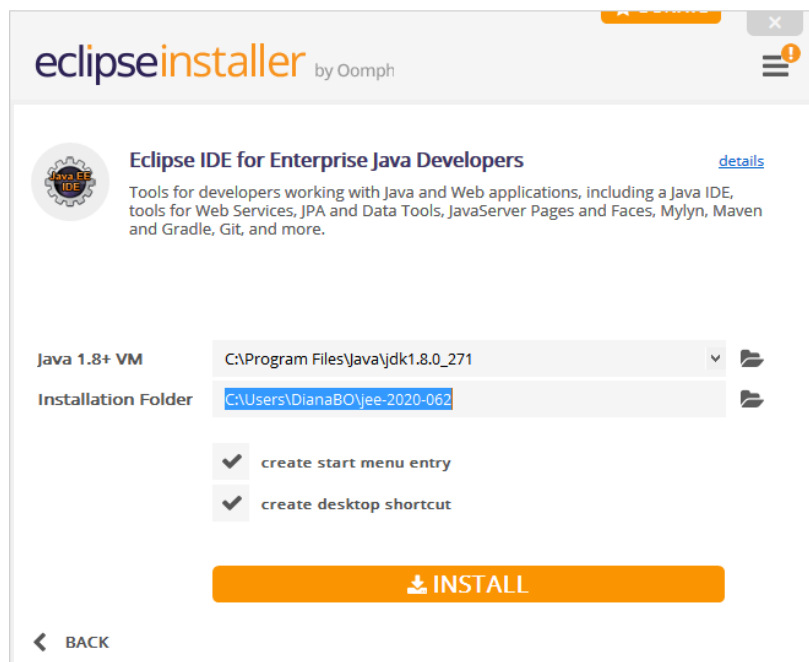 eclipseinstaller by Oomph
!
Java EE
IDE
Eclipse IDE for Enterprise Java Developers
details
Tools for developers working with Java and Web applications, including a Java IDE,
tools for Web Services, JPA and Data Tools, JavaServer Pages and Faces, Mylyn, Maven
and Gradle, Git, and more.
Java 1.8+ VM
C:\Program Files\Java\jdk1.8.0_271
Installation Folder
C:\Users\DianaBO\jee-2020-062
create start menu entry
create desktop shortcut
INSTALL
BACK